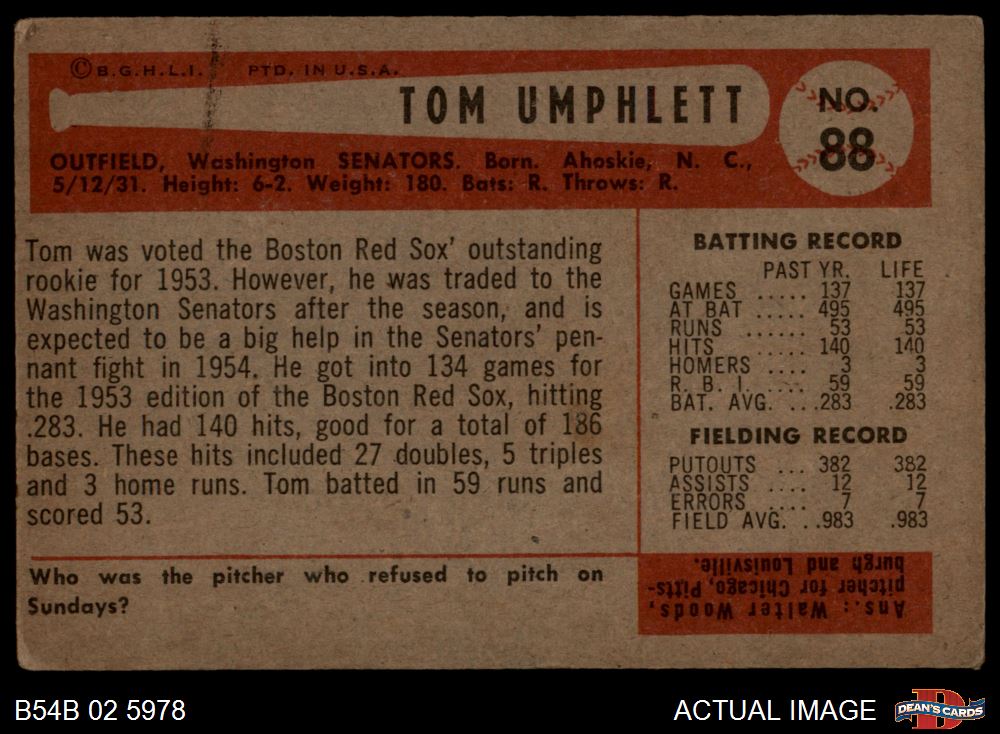 ©B.G.H.L.I. PTD. IN U.S.A.
TOM UMPHLETT
NO.
88
OUTFIELD, Washington SENATORS. Born. Ahoskie, N. C.,
5/12/31. Height: 6-2. Weight: 180. Bats: R. Throws: R.
Tom was voted the Boston Red Sox' outstanding
rookie for 1953. However, he was traded to the
Washington Senators after the season, and is
expected to be a big help in the Senators' pen-
nant fight in 1954. He got into 134 games for
the 1953 edition of the Boston Red Sox, hitting
.283. He had 140 hits, good for a total of 186
bases. These hits included 27 doubles, 5 triples
and 3 home runs. Tom batted in 59 runs and
scored 53.
BATTING RECORD
PAST YR. LIFE
GAMES ..... 137 137
AT BAT ..... 495 495
RUNS ...... 53 53
HITS ..... 140 140
HOMERS .... 3 3
R. B. I. .... 59 59
BAT. AVG. ...283 .283
FIELDING RECORD
PUTOUTS ... 382 382
ASSISTS .... 12 12
ERRORS .... 7 7
FIELD AVG. ..983 .983
Who was the pitcher who refused to pitch on
Sundays?
Ans.: Walter Woods,
pitcher for Chicago, Pitts-
burgh and Louisville.
B54B 02 5978
ACTUAL IMAGE
DEAN'S CARDS